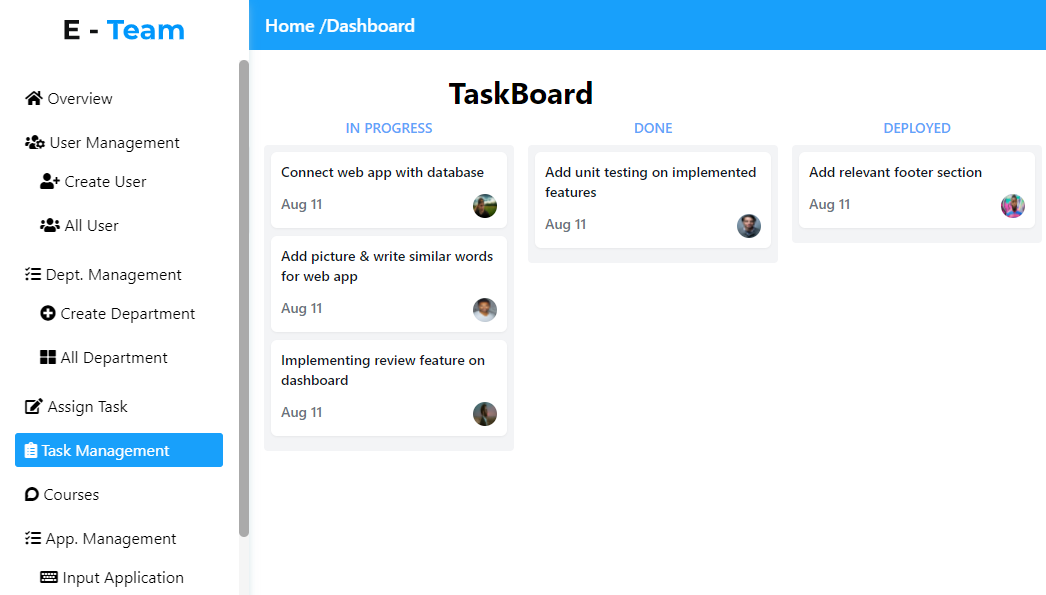 E - Team
Overview
User Management
Create User
All User
Dept. Management
Create Department
All Department
Assign Task
Task Management
Courses
App. Management
Input Application
Home /Dashboard
TaskBoard
IN PROGRESS
Connect web app with database
Aug 11
Add picture & write similar words
for web app
Aug 11
Implementing review feature on
dashboard
Aug 11
DONE
Add unit testing on implemented
features
Aug 11
DEPLOYED
Add relevant footer section
Aug 11